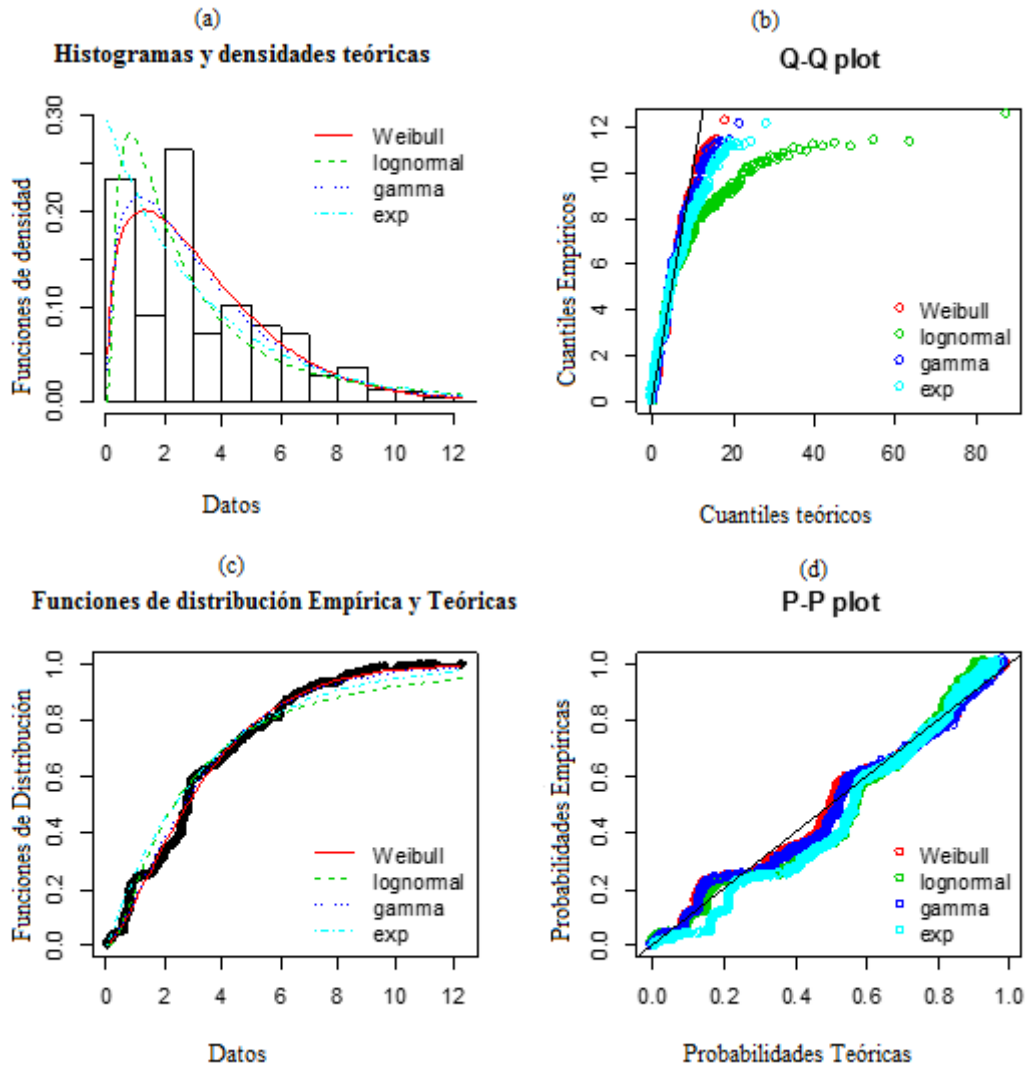 (a)
Histogramas y densidades teóricas
Funciones de densidad
0.00 0.10 0.20 0.30
Weibull
lognormal
gamma
exp
0 2 4 6 8 10 12
Datos
(b)
Q-Q plot
Cuantiles Empíricos
0 2 4 6 8 10 12
Weibull
lognormal
gamma
exp
0 20 40 60 80
Cuantiles teóricos
(c)
Funciones de distribución Empírica y Teóricas
Funciones de Distribución
0.0 0.2 0.4 0.6 0.8 1.0
Weibull
lognormal
gamma
exp
0 2 4 6 8 10 12
Datos
(d)
P-P plot
Probabilidades Empíricas
0.0 0.2 0.4 0.6 0.8 1.0
Weibull
lognormal
gamma
exp
0.0 0.2 0.4 0.6 0.8 1.0
Probabilidades Teóricas